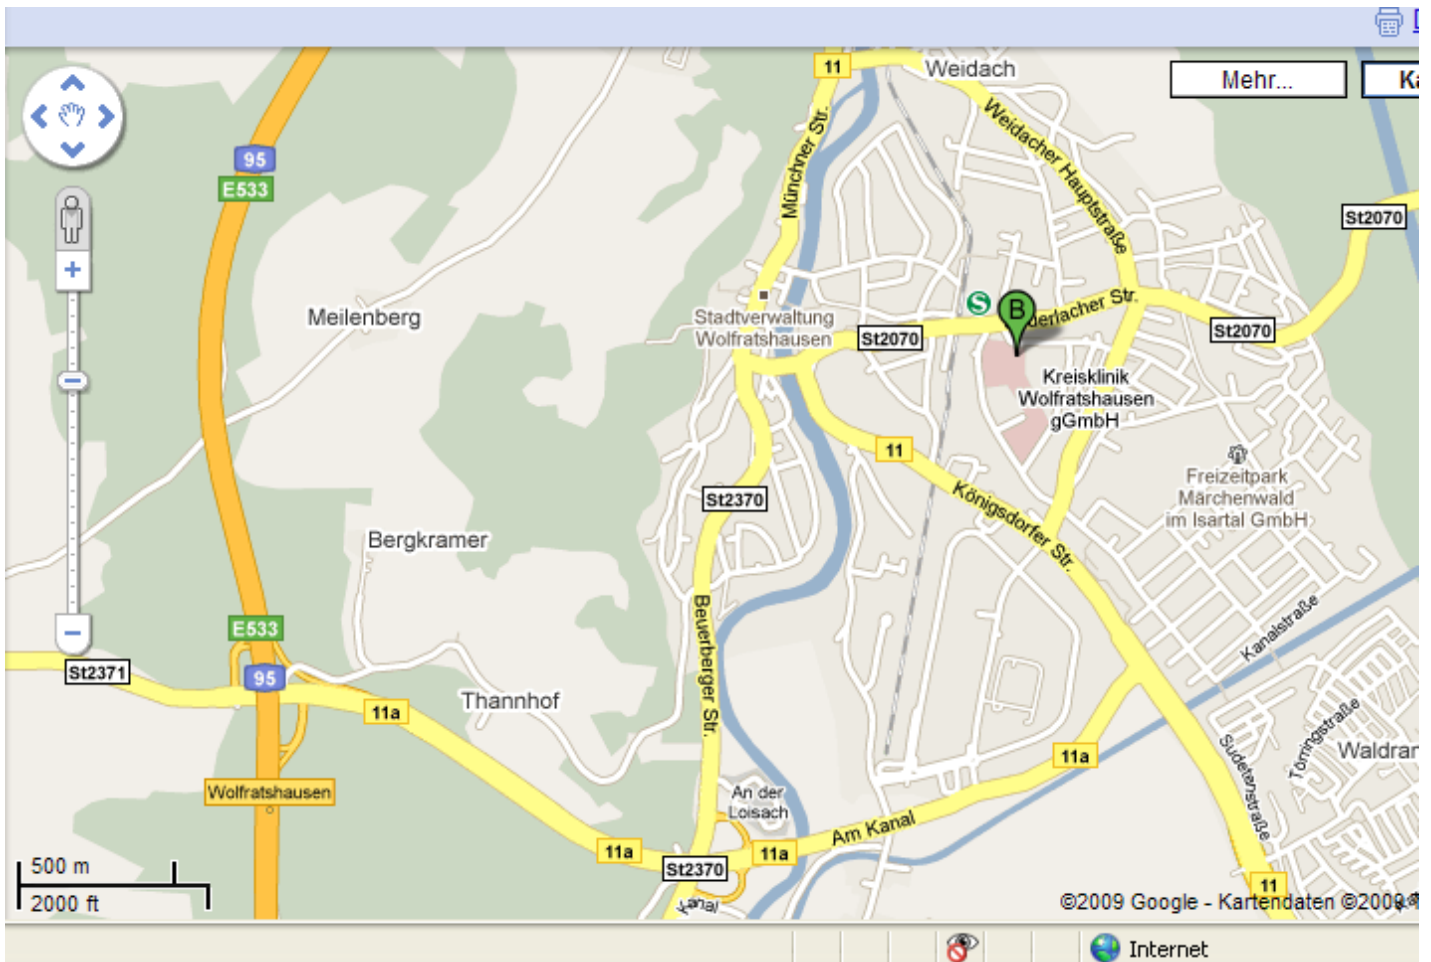 Mehr...
11
Weidach
Münchner Str.
Weidacher Hauptstraße
95
E533
St2070
Meilenberg
Stadtverwaltung
Wolfratshausen
St2070
B
S
St2070
Kreisklinik
Wolfratshausen
gGmbH
11
Freizeitpark
Märchenwald
im Isartal GmbH
St2370
Königsdorfer Str.
Bergkramer
Beuerberger Str.
Kanalstraße
E533
St2371
95
11a
Thannhof
Törringstraße
Sudetenstraße
11a
Wolfratshausen
An der
Loisach
Am Kanal
11a
11a
St2370
Kanal
11
500 m
2000 ft
©2009 Google - Kartendaten
Internet